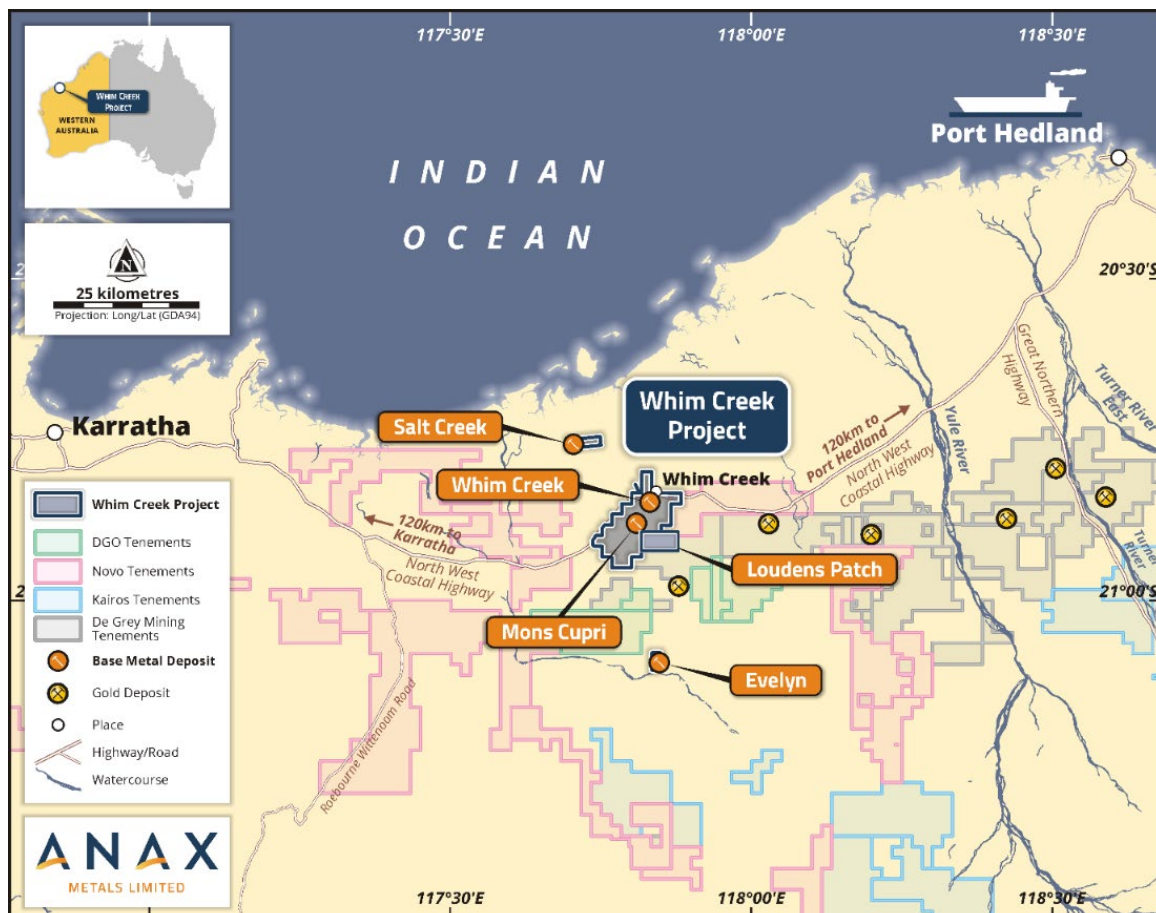 117°30'E
118°00'E
118°30'E
WHIM CREEK
PROJECT
WESTERN
AUSTRALIA
INDIAN
OCEAN
Port Hedland
N
25 kilometres
Projection: Long/Lat (GDA94)
20°30'S
Karratha
Salt Creek
Whim Creek
Project
Whim Creek
Whim Creek
120km to
Port Hedland
North West
Coastal Highway
Yule River
Great Northern
Highway
Turner River
East
Turner
River
120km to
Karratha
North West
Coastal Highway
Loudens Patch
21°00'S
Mons Cupri
Evelyn
Roebourne Wittenoom Road
Whim Creek Project
DGO Tenements
Novo Tenements
Kairos Tenements
De Grey Mining
Tenements
Base Metal Deposit
Gold Deposit
Place
Highway/Road
Watercourse
ANAX
METALS LIMITED
117°30'E
118°00'E
118°30'E